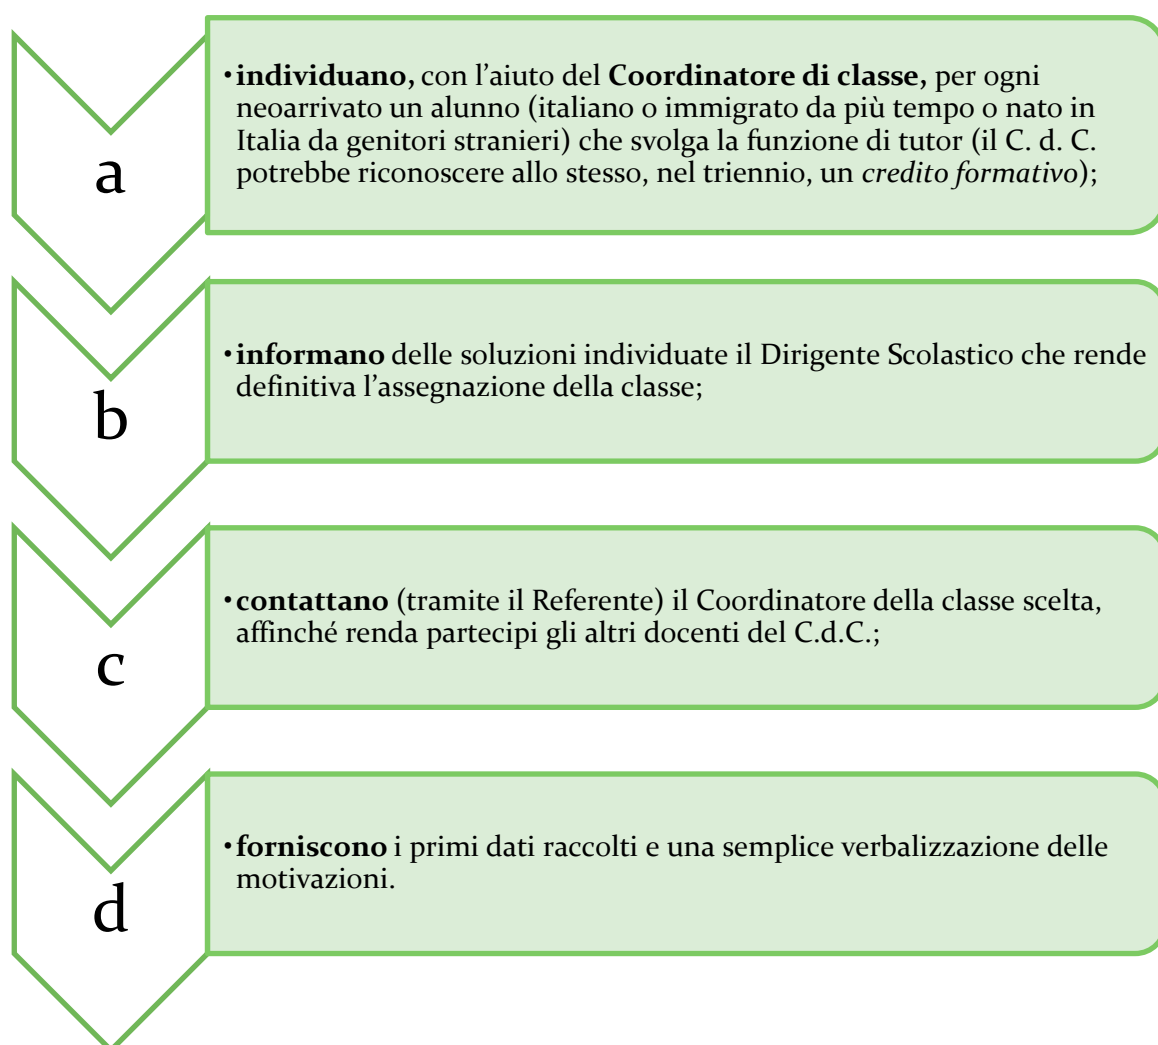 a
•individuano, con l’aiuto del Coordinatore di classe, per ogni
neoarrivato un alunno (italiano o immigrato da più tempo o nato in
Italia da genitori stranieri) che svolga la funzione di tutor (il C. d. C.
potrebbe riconoscere allo stesso, nel triennio, un credito formativo);
b
•informano delle soluzioni individuate il Dirigente Scolastico che rende
definitiva l’assegnazione della classe;
c
•contattano (tramite il Referente) il Coordinatore della classe scelta,
affinché renda partecipi gli altri docenti del C.d.C.;
d
•forniscono i primi dati raccolti e una semplice verbalizzazione delle
motivazioni.